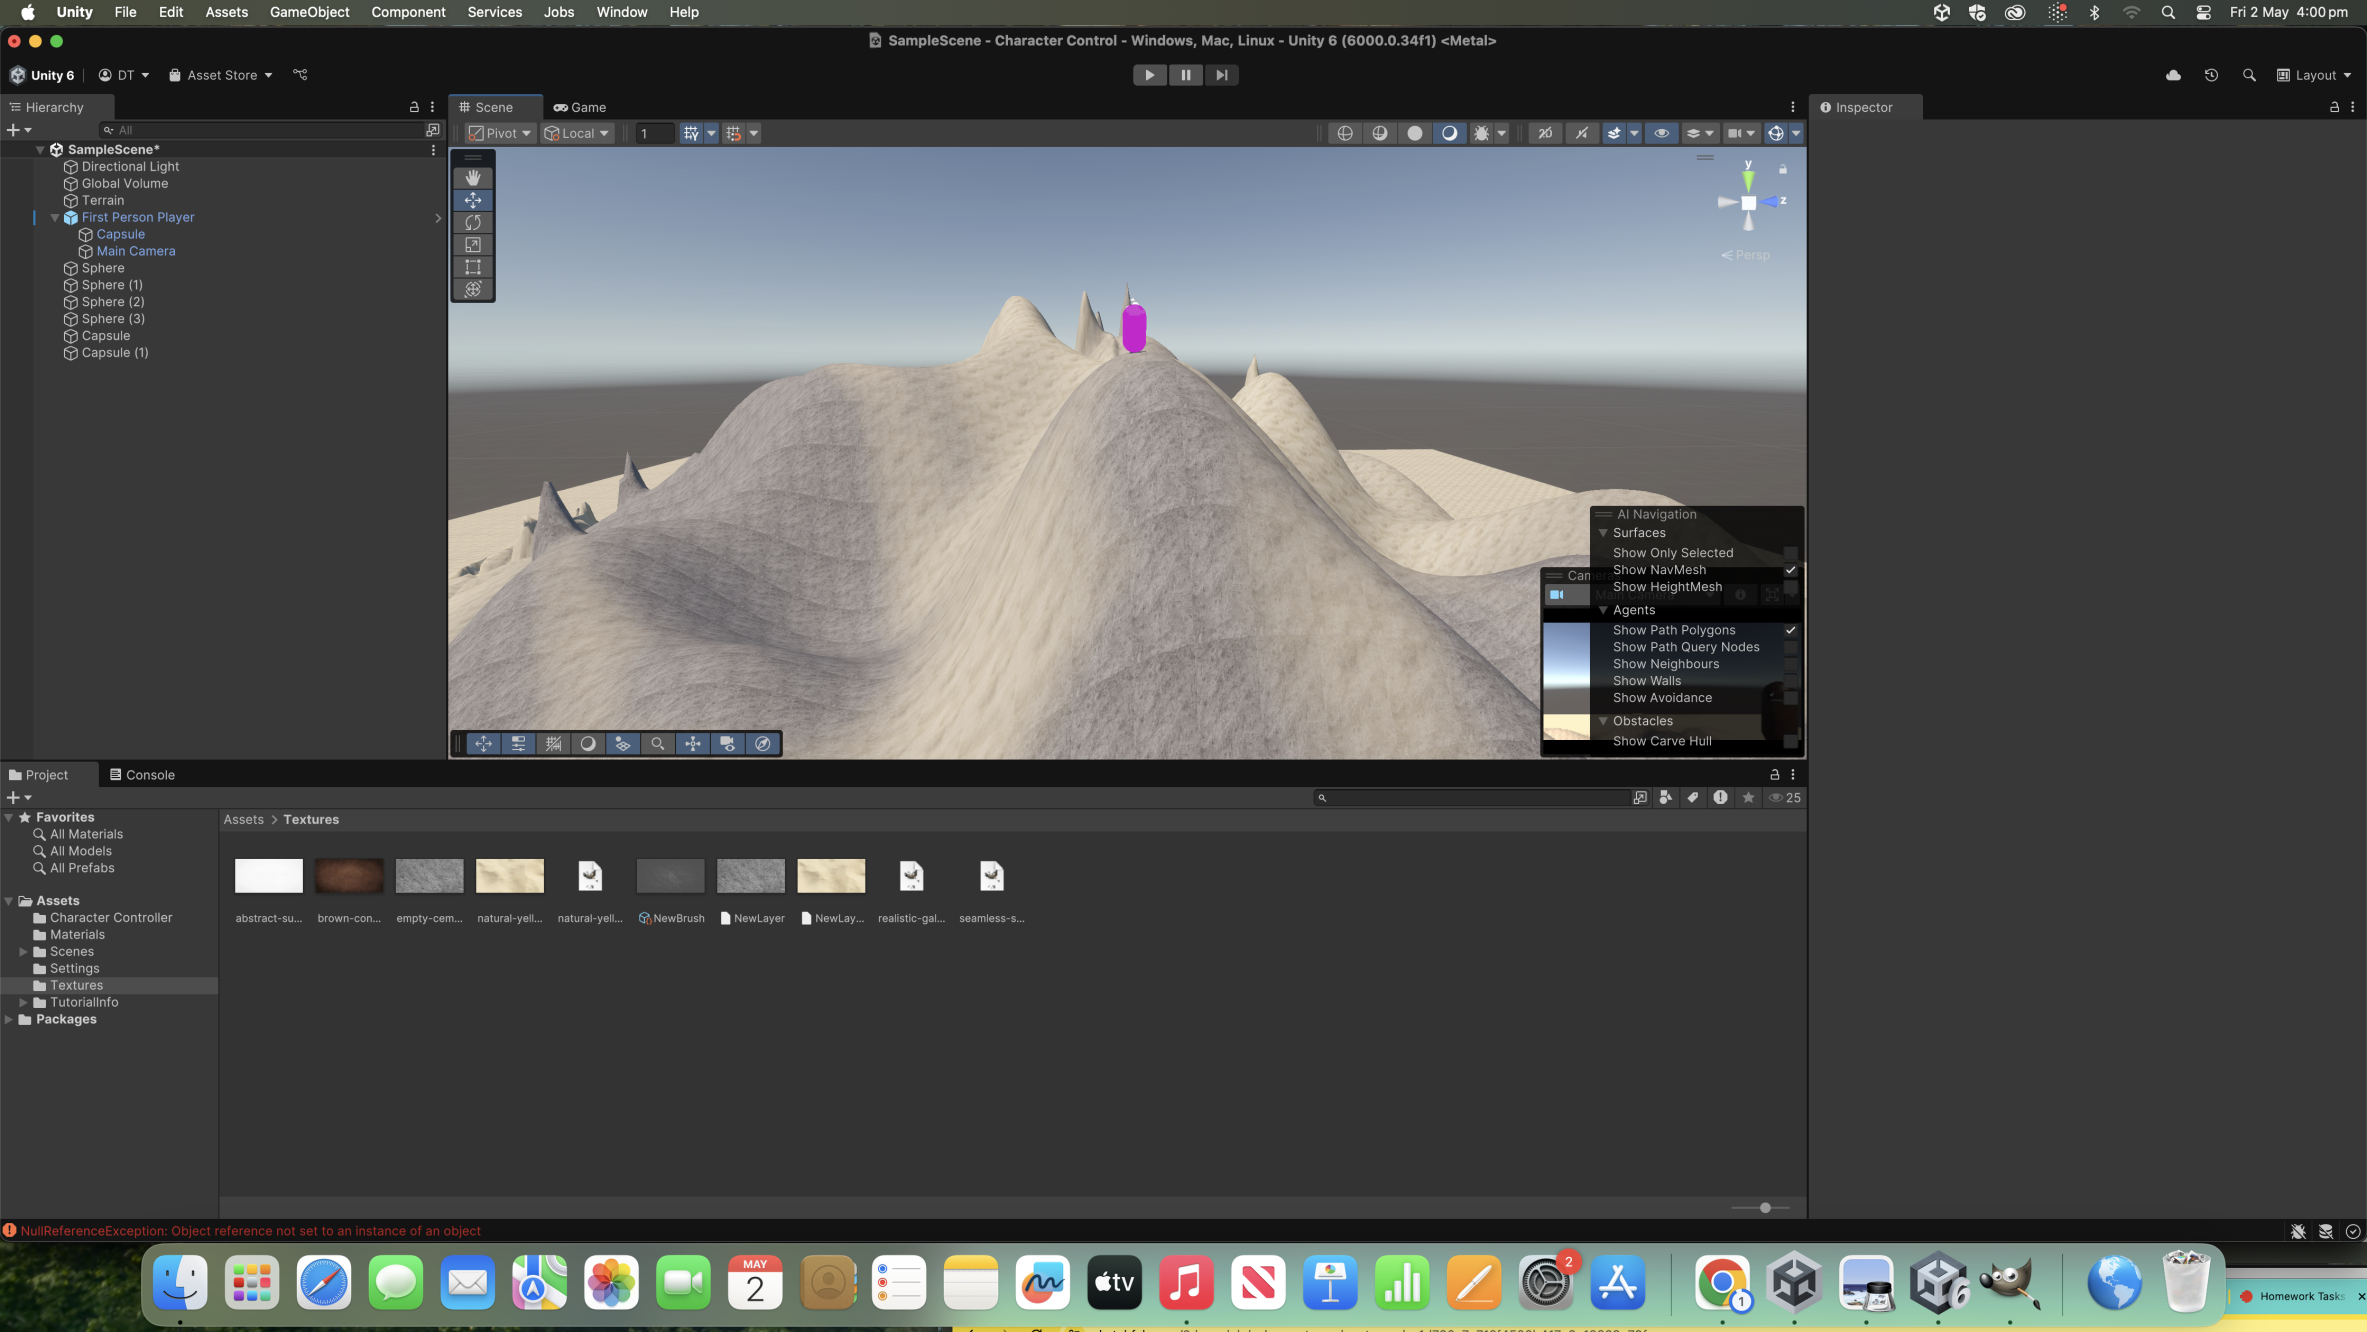 Unity File Edit Assets GameObject Component Services Jobs Window Help Fri 2 May 4:00 pm
SampleScene - Character Control - Windows, Mac, Linux - Unity 6 (6000.0.34f1) <Metal>
Unity 6 DT Asset Store Layout
Hierarchy Scene Game Inspector
All Pivot Local 1 2D
SampleScene*
Directional Light
Global Volume
Terrain
First Person Player
Capsule
Main Camera
Sphere
Sphere (1)
Sphere (2)
Sphere (3)
Capsule
Capsule (1)
y
z
Persp
AI Navigation
Surfaces
Show Only Selected
Show NavMesh
Show HeightMesh
Cameras
Main Camera
Agents
Show Path Polygons
Show Path Query Nodes
Show Neighbours
Show Walls
Show Avoidance
Obstacles
Show Carve Hull
Project Console
25
Favorites
All Materials
All Models
All Prefabs
Assets
Character Controller
Materials
Scenes
Settings
Textures
TutorialInfo
Packages
Assets > Textures
abstract-su... brown-con... empty-cem... natural-yell... natural-yell... NewBrush NewLayer NewLay... realistic-gal... seamless-s...
NullReferenceException: Object reference not set to an instance of an object
MAY
2
tv
2
1
6
Homework Tasks